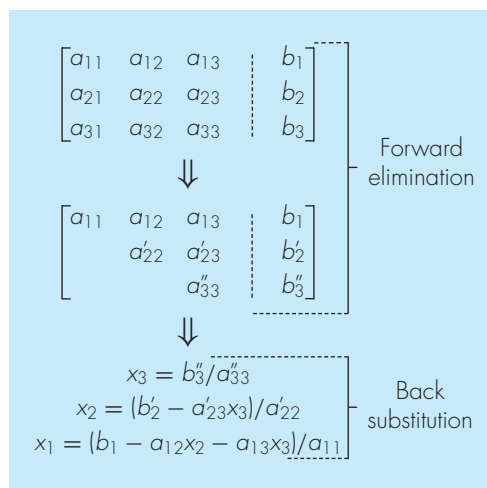 [a₁₁ a₁₂ a₁₃ ¦ b₁]
[a₂₁ a₂₂ a₂₃ ¦ b₂]
[a₃₁ a₃₂ a₃₃ ¦ b₃]
Forward
elimination
⇓
[a₁₁ a₁₂ a₁₃ ¦ b₁]
[a′₂₂ a′₂₃ ¦ b′₂]
[a″₃₃ ¦ b″₃]
⇓
x₃ = b″₃/a″₃₃
x₂ = (b′₂ − a′₂₃x₃)/a′₂₂
x₁ = (b₁ − a₁₂x₂ − a₁₃x₃)/a₁₁
Back
substitution